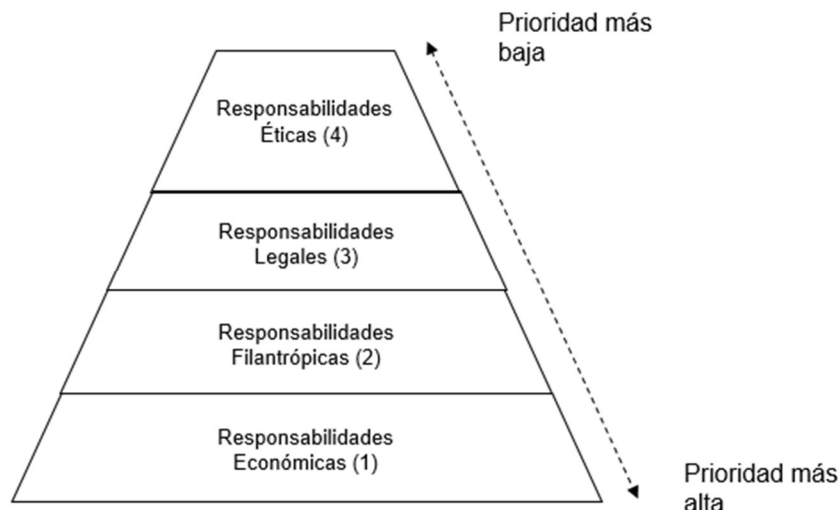 Prioridad más
baja
Responsabilidades
Éticas (4)
Responsabilidades
Legales (3)
Responsabilidades
Filantrópicas (2)
Responsabilidades
Económicas (1)
Prioridad más
alta